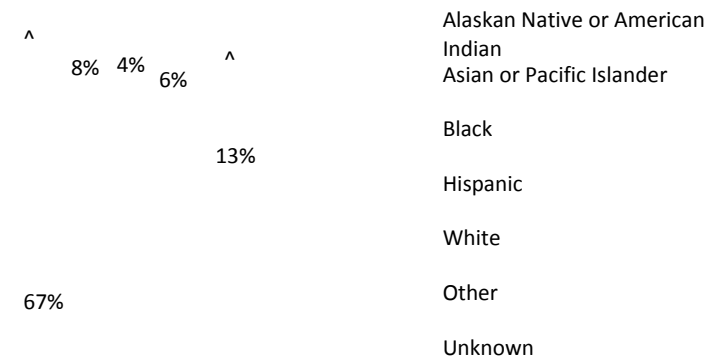 ^
8%
4%
6%
^
13%
67%
Alaskan Native or American
Indian
Asian or Pacific Islander
Black
Hispanic
White
Other
Unknown